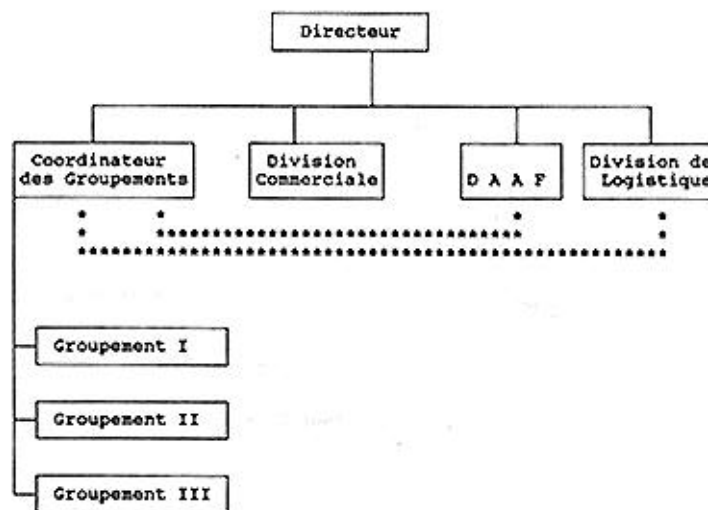 Directeur
Coordinateur
des Groupements
Division
Commerciale
D A A F
Division de
Logistique
Groupement I
Groupement II
Groupement III